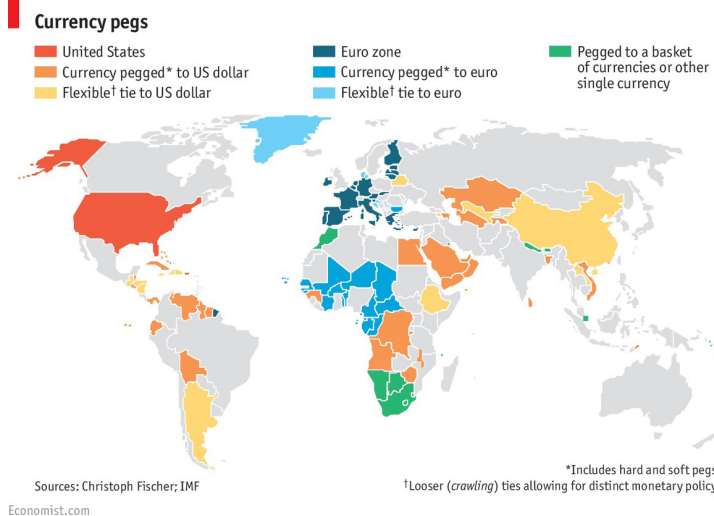 Currency pegs
United States
Currency pegged* to US dollar
Flexible† tie to US dollar
Euro zone
Currency pegged* to euro
Flexible† tie to euro
Pegged to a basket
of currencies or other
single currency
*Includes hard and soft pegs
Sources: Christoph Fischer; IMF
†Looser (crawling) ties allowing for distinct monetary policy
Economist.com